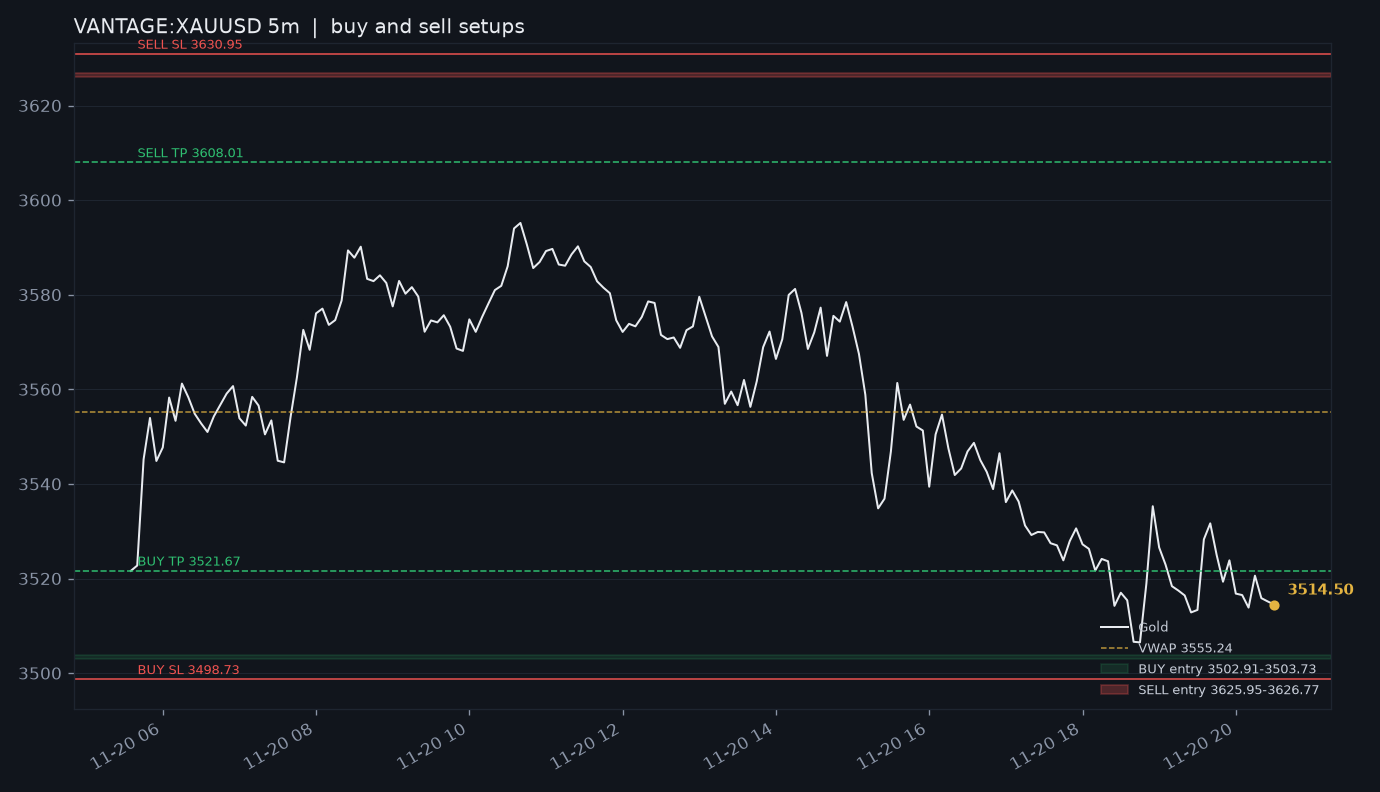 VANTAGE:XAUUSD 5m | buy and sell setups
SELL SL 3630.95
3620
SELL TP 3608.01
3600
3580
3560
3540
BUY TP 3521.67
3520
3514.50
Gold
VWAP 3555.24
BUY entry 3502.91-3503.73
SELL entry 3625.95-3626.77
BUY SL 3498.73
3500
11-20 06
11-20 08
11-20 10
11-20 12
11-20 14
11-20 16
11-20 18
11-20 20